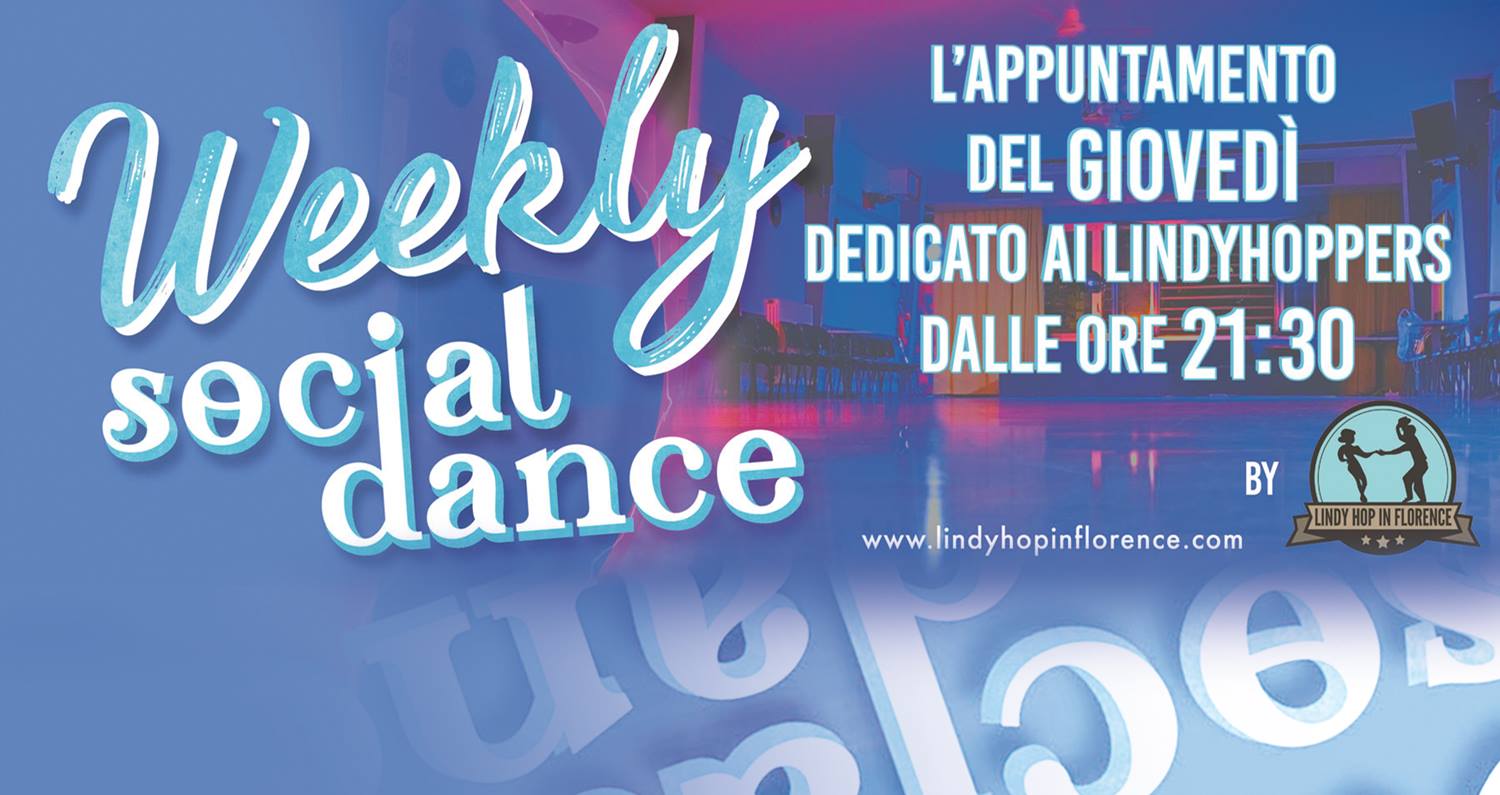 Weekly
social
dance
L'APPUNTAMENTO
DEL GIOVEDÌ
DEDICATO AI LINDYHOPPERS
DALLE ORE 21:30
BY
LINDY HOP IN FLORENCE
www.lindyhopinflorence.com